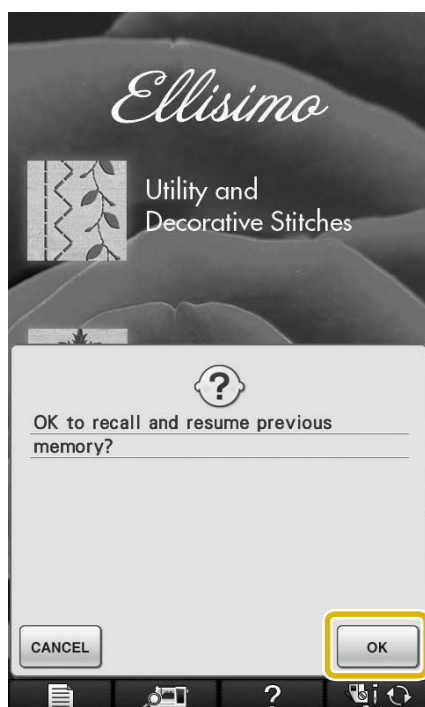 Ellisimo
Utility and
Decorative Stitches
?
OK to recall and resume previous
memory?
CANCEL
OK
? i